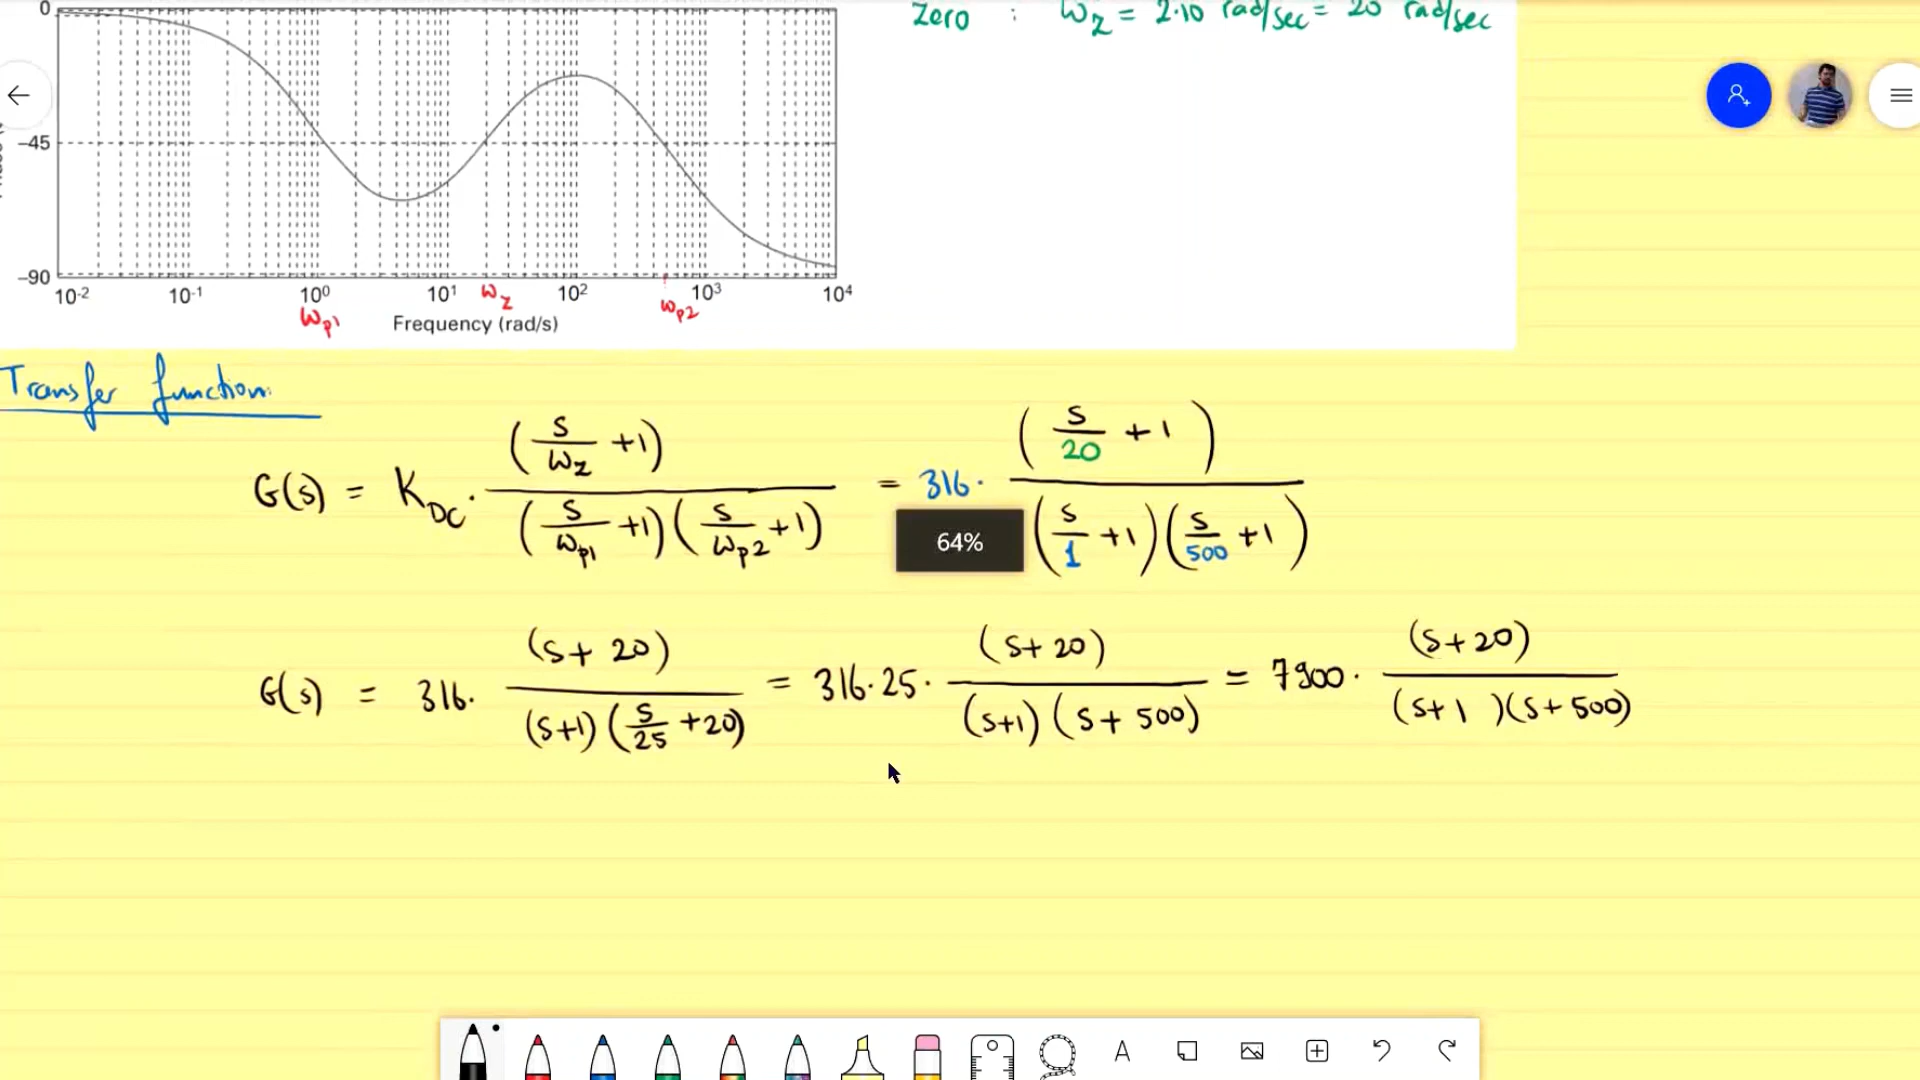 0
Zero : ω_z = 2·10 rad/sec = 20 rad/sec
−45
−90
10^-2 10^-1 10^0 10^1 ω_z 10^2 10^3 10^4
ω_p1 ω_p2
Frequency (rad/s)
Transfer function:
G(s) = K_DC · (s/ω_z +1) / (s/ω_p1 +1)(s/ω_p2 +1) = 316 · (s/20 +1) / (s/1 +1)(s/500 +1)
64%
G(s) = 316 · (s+ 20) / (s+1)(s/25 +20) = 316·25 · (s+ 20) / (s+1)(s+ 500) = 7900 · (s+20) / (s+1 )(s+ 500)
A